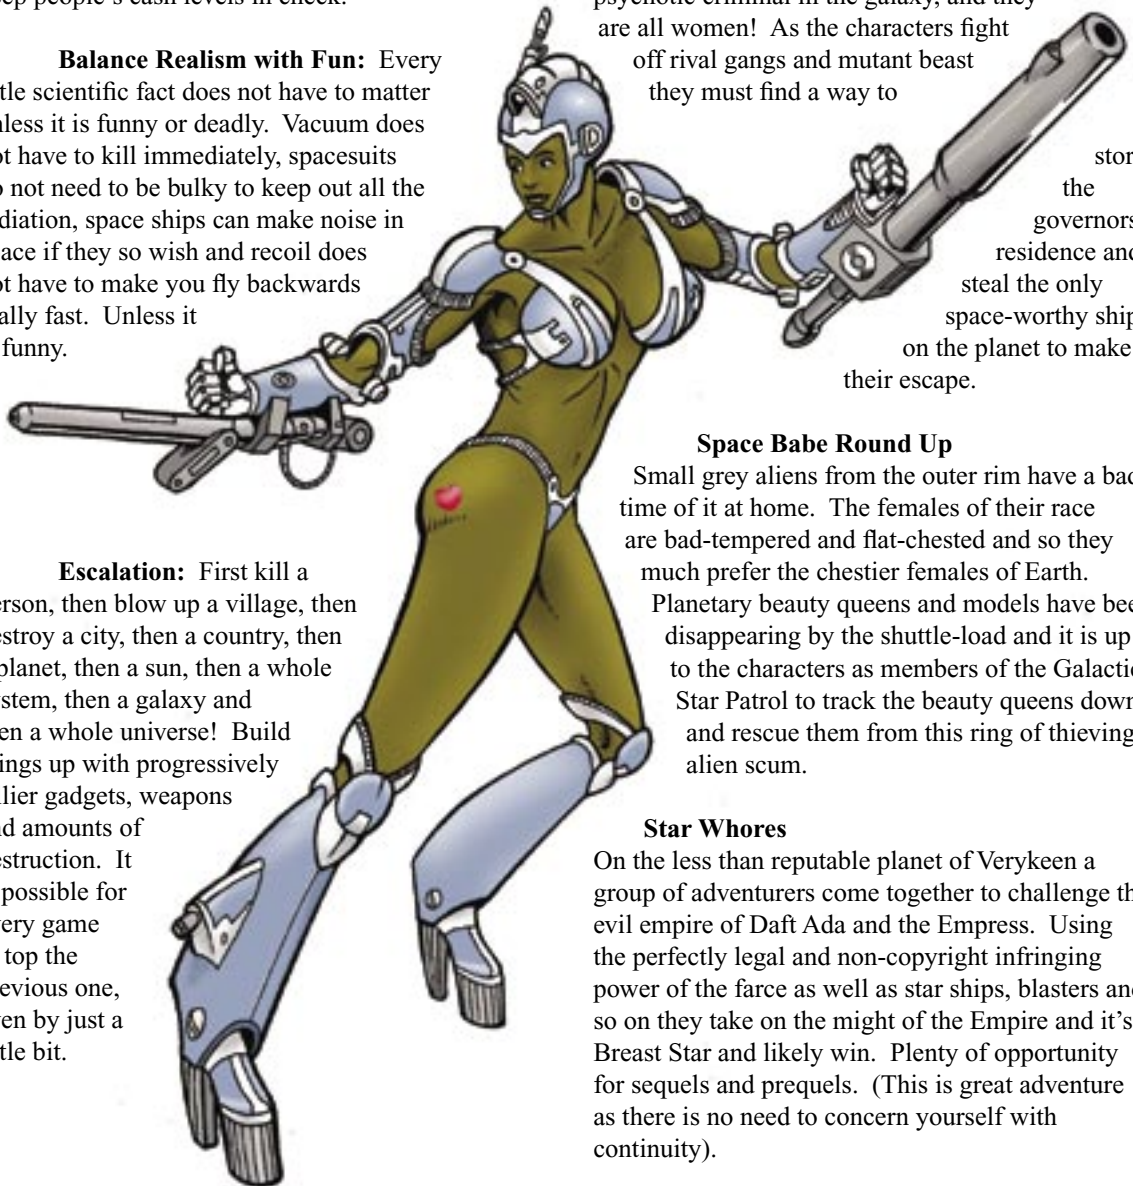 eep people's cash levels in check.
Balance Realism with Fun: Every
tle scientific fact does not have to matter
nless it is funny or deadly. Vacuum does
ot have to kill immediately, spacesuits
o not need to be bulky to keep out all the
diation, space ships can make noise in
ace if they so wish and recoil does
ot have to make you fly backwards
ally fast. Unless it
funny.
Escalation: First kill a
erson, then blow up a village, then
estroy a city, then a country, then
planet, then a sun, then a whole
ystem, then a galaxy and
en a whole universe! Build
ings up with progressively
llier gadgets, weapons
nd amounts of
estruction. It
possible for
very game
top the
evious one,
ven by just a
tle bit.
psychotic criminal in the galaxy, and they
are all women! As the characters fight
off rival gangs and mutant beast
they must find a way to
stor
the
governors
residence and
steal the only
space-worthy ship
on the planet to make
their escape.
Space Babe Round Up
Small grey aliens from the outer rim have a bad
time of it at home. The females of their race
are bad-tempered and flat-chested and so they
much prefer the chestier females of Earth.
Planetary beauty queens and models have bee
disappearing by the shuttle-load and it is up
to the characters as members of the Galactic
Star Patrol to track the beauty queens down
and rescue them from this ring of thieving
alien scum.
Star Whores
On the less than reputable planet of Verykeen a
group of adventurers come together to challenge th
evil empire of Daft Ada and the Empress. Using
the perfectly legal and non-copyright infringing
power of the farce as well as star ships, blasters and
so on they take on the might of the Empire and it's
Breast Star and likely win. Plenty of opportunity
for sequels and prequels. (This is great adventure
as there is no need to concern yourself with
continuity).